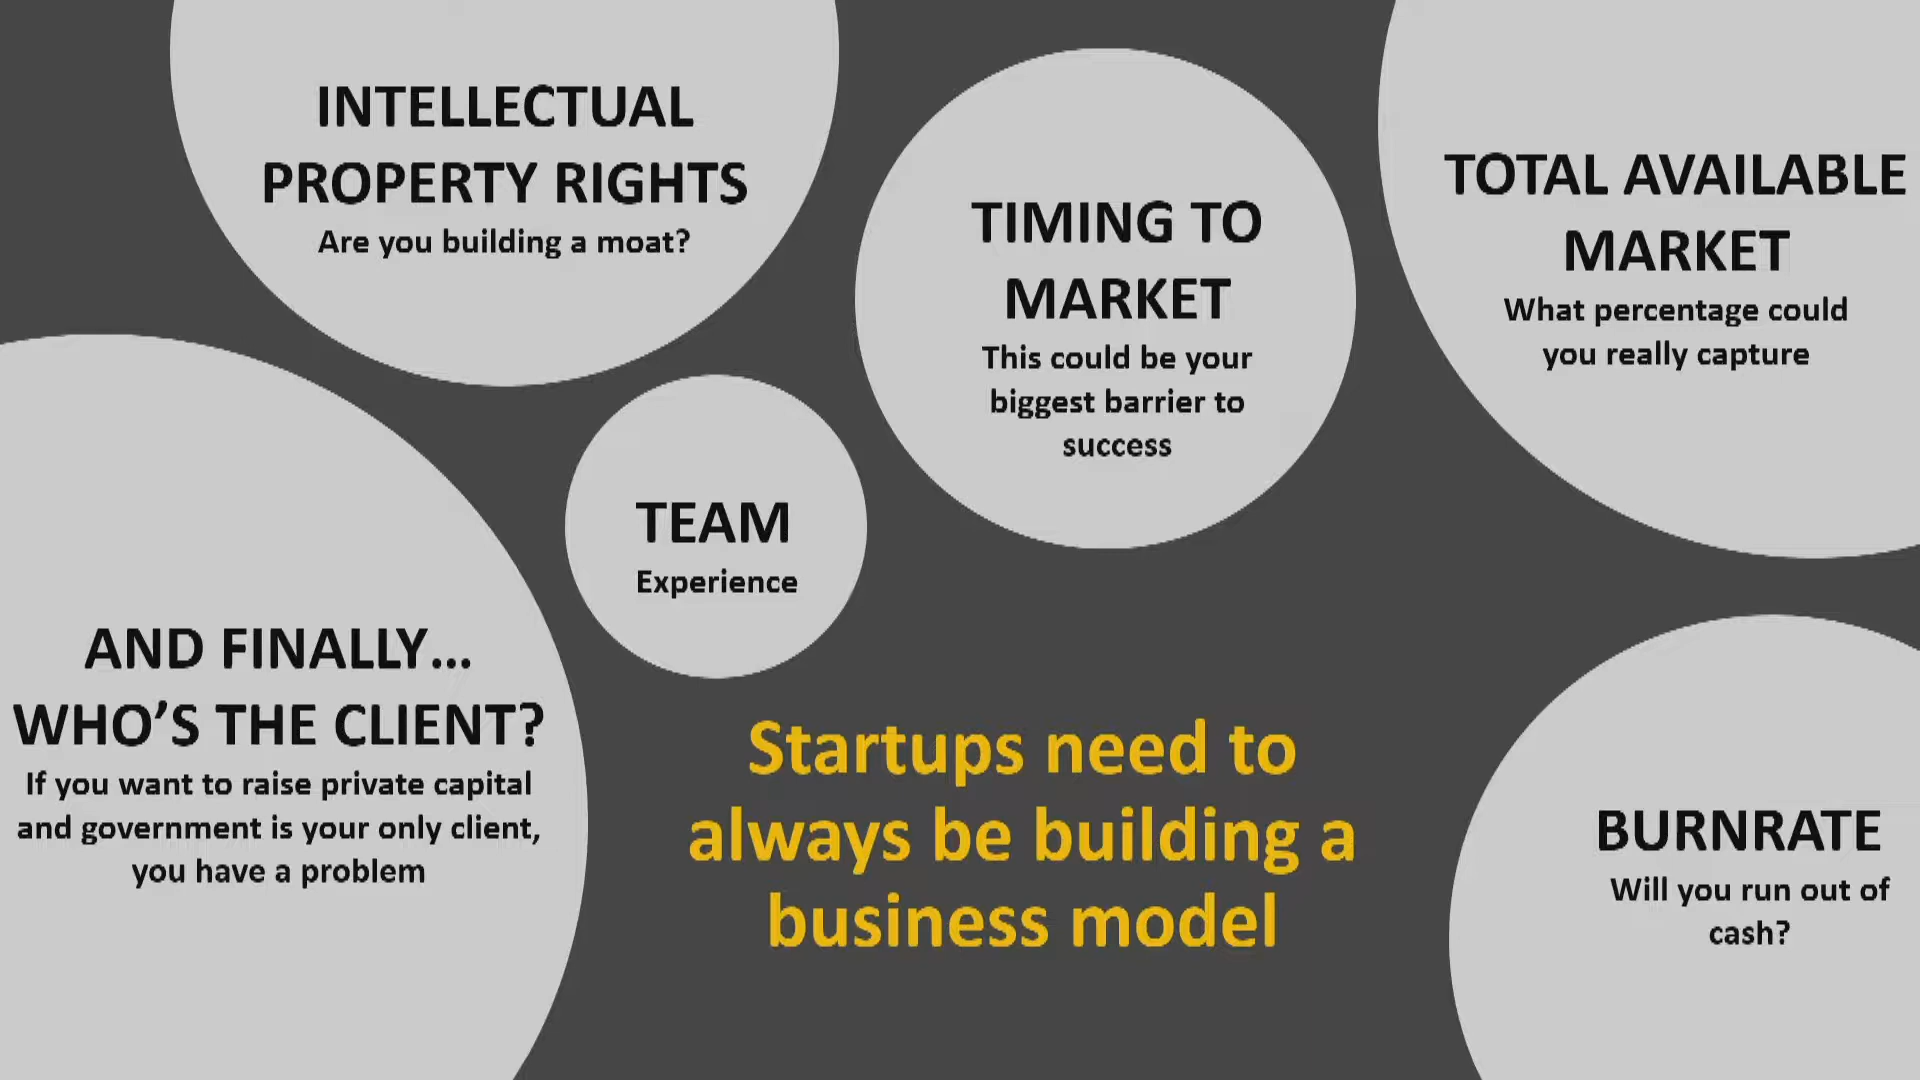 INTELLECTUAL
PROPERTY RIGHTS
Are you building a moat?
TIMING TO
MARKET
This could be your
biggest barrier to
success
TOTAL AVAILABLE
MARKET
What percentage could
you really capture
TEAM
Experience
AND FINALLY...
WHO’S THE CLIENT?
If you want to raise private capital
and government is your only client,
you have a problem
Startups need to
always be building a
business model
BURNRATE
Will you run out of
cash?